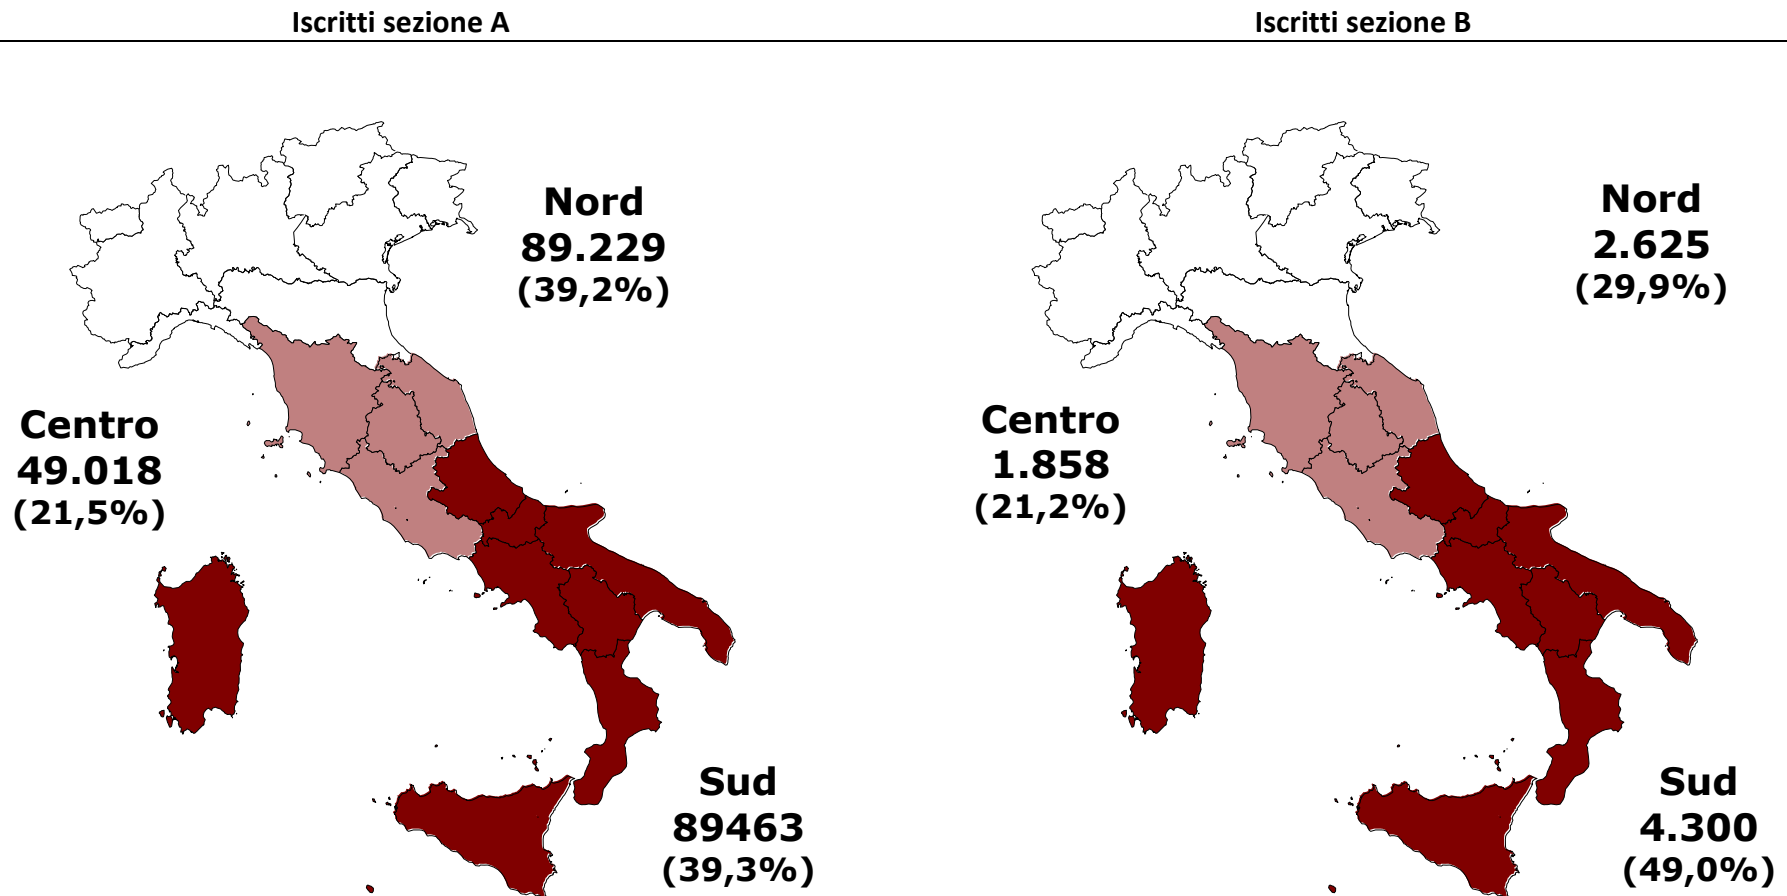 Iscritti sezione A
Iscritti sezione B
Nord
89.229
(39,2%)
Centro
49.018
(21,5%)
Sud
89463
(39,3%)
Nord
2.625
(29,9%)
Centro
1.858
(21,2%)
Sud
4.300
(49,0%)